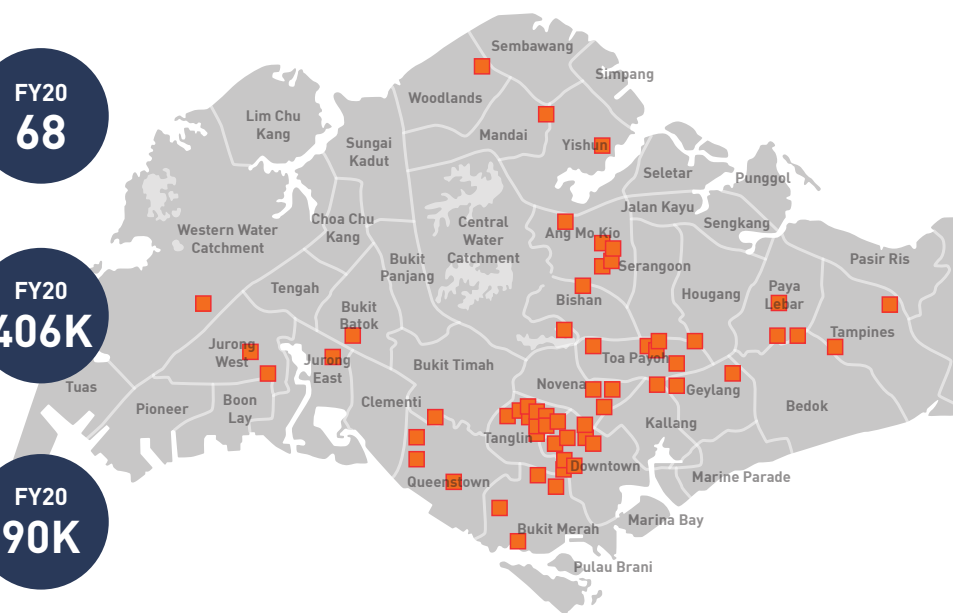 FY20
68
FY20
406K
FY20
90K
Sembawang
Simpang
Woodlands
Lim Chu
Kang
Mandai
Yishun
Sungai
Kadut
Seletar
Punggol
Jalan Kayu
Sengkang
Choa Chu
Kang
Western Water
Catchment
Central
Water
Catchment
Ang Mo Kio
Serangoon
Pasir Ris
Bukit
Panjang
Tengah
Bishan
Hougang
Paya
Lebar
Bukit
Batok
Tampines
Jurong
West
Jurong
East
Bukit Timah
Toa Payoh
Tuas
Novena
Geylang
Pioneer
Boon
Lay
Clementi
Bedok
Kallang
Tanglin
Downtown
Queenstown
Marine Parade
Bukit Merah
Marina Bay
Pulau Brani